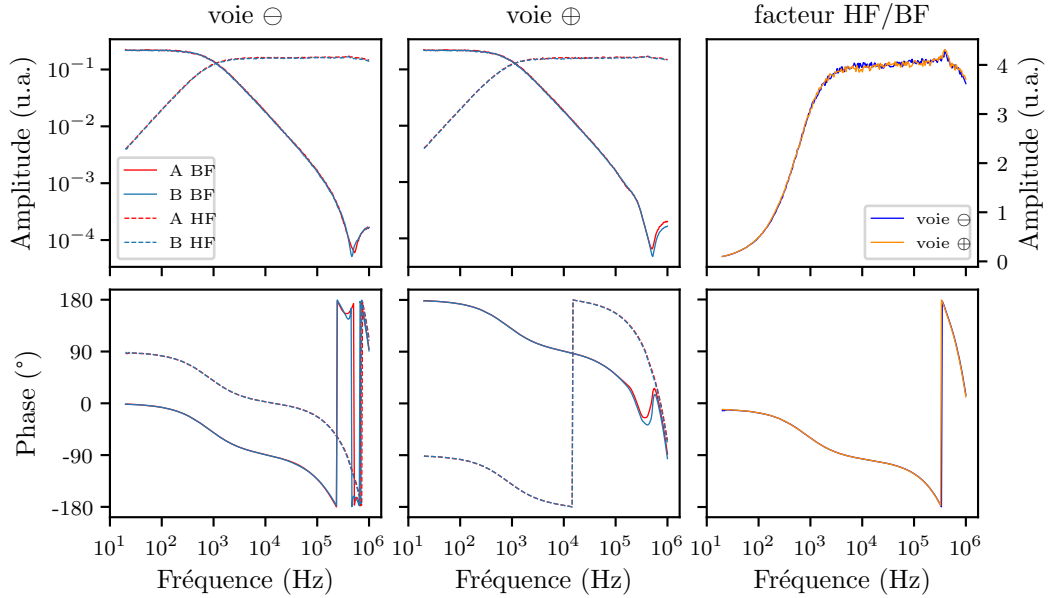 voie ⊖ voie ⊕ facteur HF/BF
Amplitude (u.a.)
10⁻¹
10⁻²
10⁻³
10⁻⁴
A BF
B BF
A HF
B HF
voie ⊖
voie ⊕
4
3
2
1
0
Amplitude (u.a.)
Phase (°)
180
90
0
-90
-180
10¹ 10² 10³ 10⁴ 10⁵ 10⁶ 10¹ 10² 10³ 10⁴ 10⁵ 10⁶ 10¹ 10² 10³ 10⁴ 10⁵ 10⁶
Fréquence (Hz) Fréquence (Hz) Fréquence (Hz)